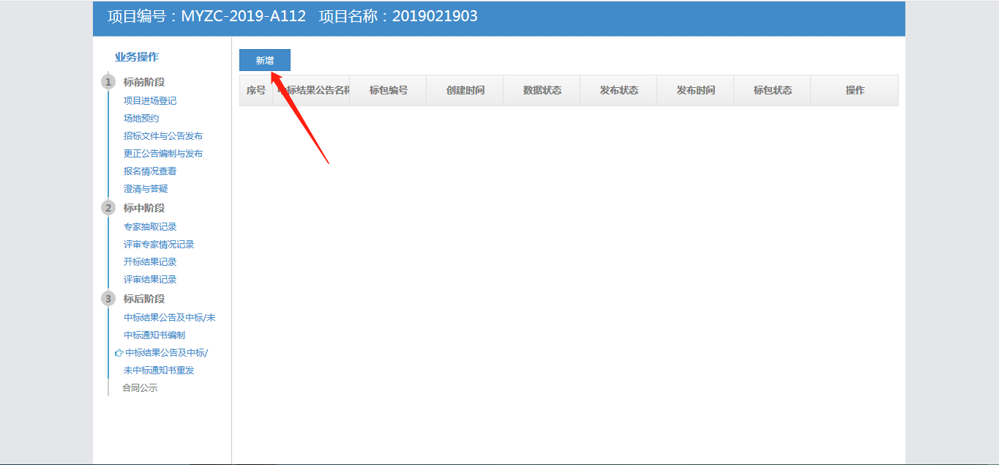 项目编号：MYZC-2019-A112 项目名称：2019021903
业务操作
1 标前阶段
项目进场登记
场地预约
招标文件与公告发布
更正公告编制与发布
报名情况查看
澄清与答疑
2 标中阶段
专家抽取记录
评审专家情况记录
开标结果记录
评审结果记录
3 标后阶段
中标结果公告及中标/未
中标通知书编制
中标结果公告及中标/
未中标通知书重发
合同公示
新增
序号 中标结果公告名称 标包编号 创建时间 数据状态 发布状态 发布时间 标包状态 操作